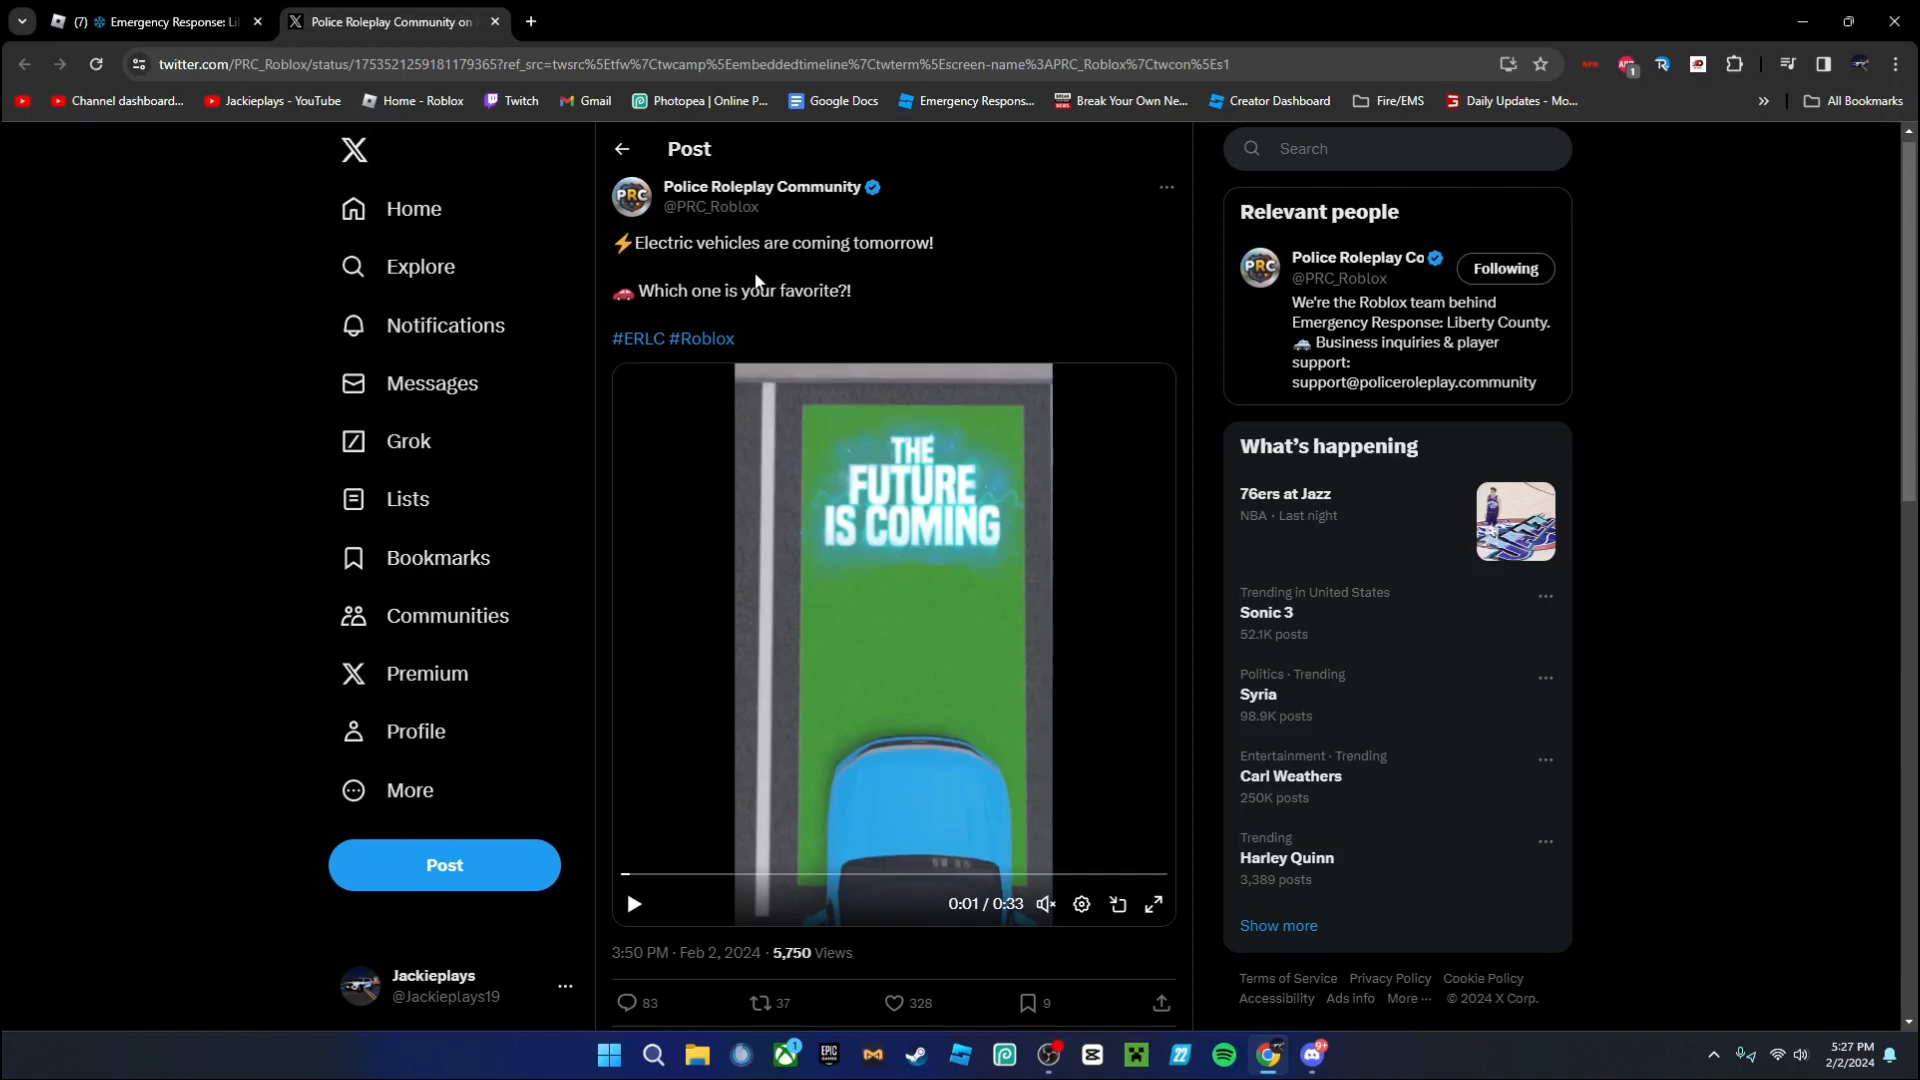 (7) ❄ Emergency Response: Li
Police Roleplay Community on
twitter.com/PRC_Roblox/status/1753521259181179365?ref_src=twsrc%5Etfw%7Ctwcamp%5Eembeddedtimeline%7Ctwterm%5Escreen-name%3APRC_Roblox%7Ctwcon%5Es1
Channel dashboard...
Jackieplays - YouTube
Home - Roblox
Twitch
Gmail
Photopea | Online P...
Google Docs
Emergency Respons...
Break Your Own Ne...
Creator Dashboard
Fire/EMS
Daily Updates - Mo...
»
All Bookmarks
Home
Explore
Notifications
Messages
Grok
Lists
Bookmarks
Communities
Premium
Profile
More
Post
Jackieplays
@Jackieplays19
Post
PRC
Police Roleplay Community
@PRC_Roblox
⚡Electric vehicles are coming tomorrow!
🚗 Which one is your favorite?!
#ERLC #Roblox
THE
FUTURE
IS COMING
0:01 / 0:33
3:50 PM · Feb 2, 2024 · 5,750 Views
83
37
328
9
Search
Relevant people
PRC
Police Roleplay Co
@PRC_Roblox
Following
We're the Roblox team behind
Emergency Response: Liberty County.
🚓 Business inquiries & player
support:
support@policeroleplay.community
What's happening
76ers at Jazz
NBA · Last night
Trending in United States
Sonic 3
52.1K posts
Politics · Trending
Syria
98.9K posts
Entertainment · Trending
Carl Weathers
250K posts
Trending
Harley Quinn
3,389 posts
Show more
Terms of Service Privacy Policy Cookie Policy
Accessibility Ads info More ··· © 2024 X Corp.
5:27 PM
2/2/2024